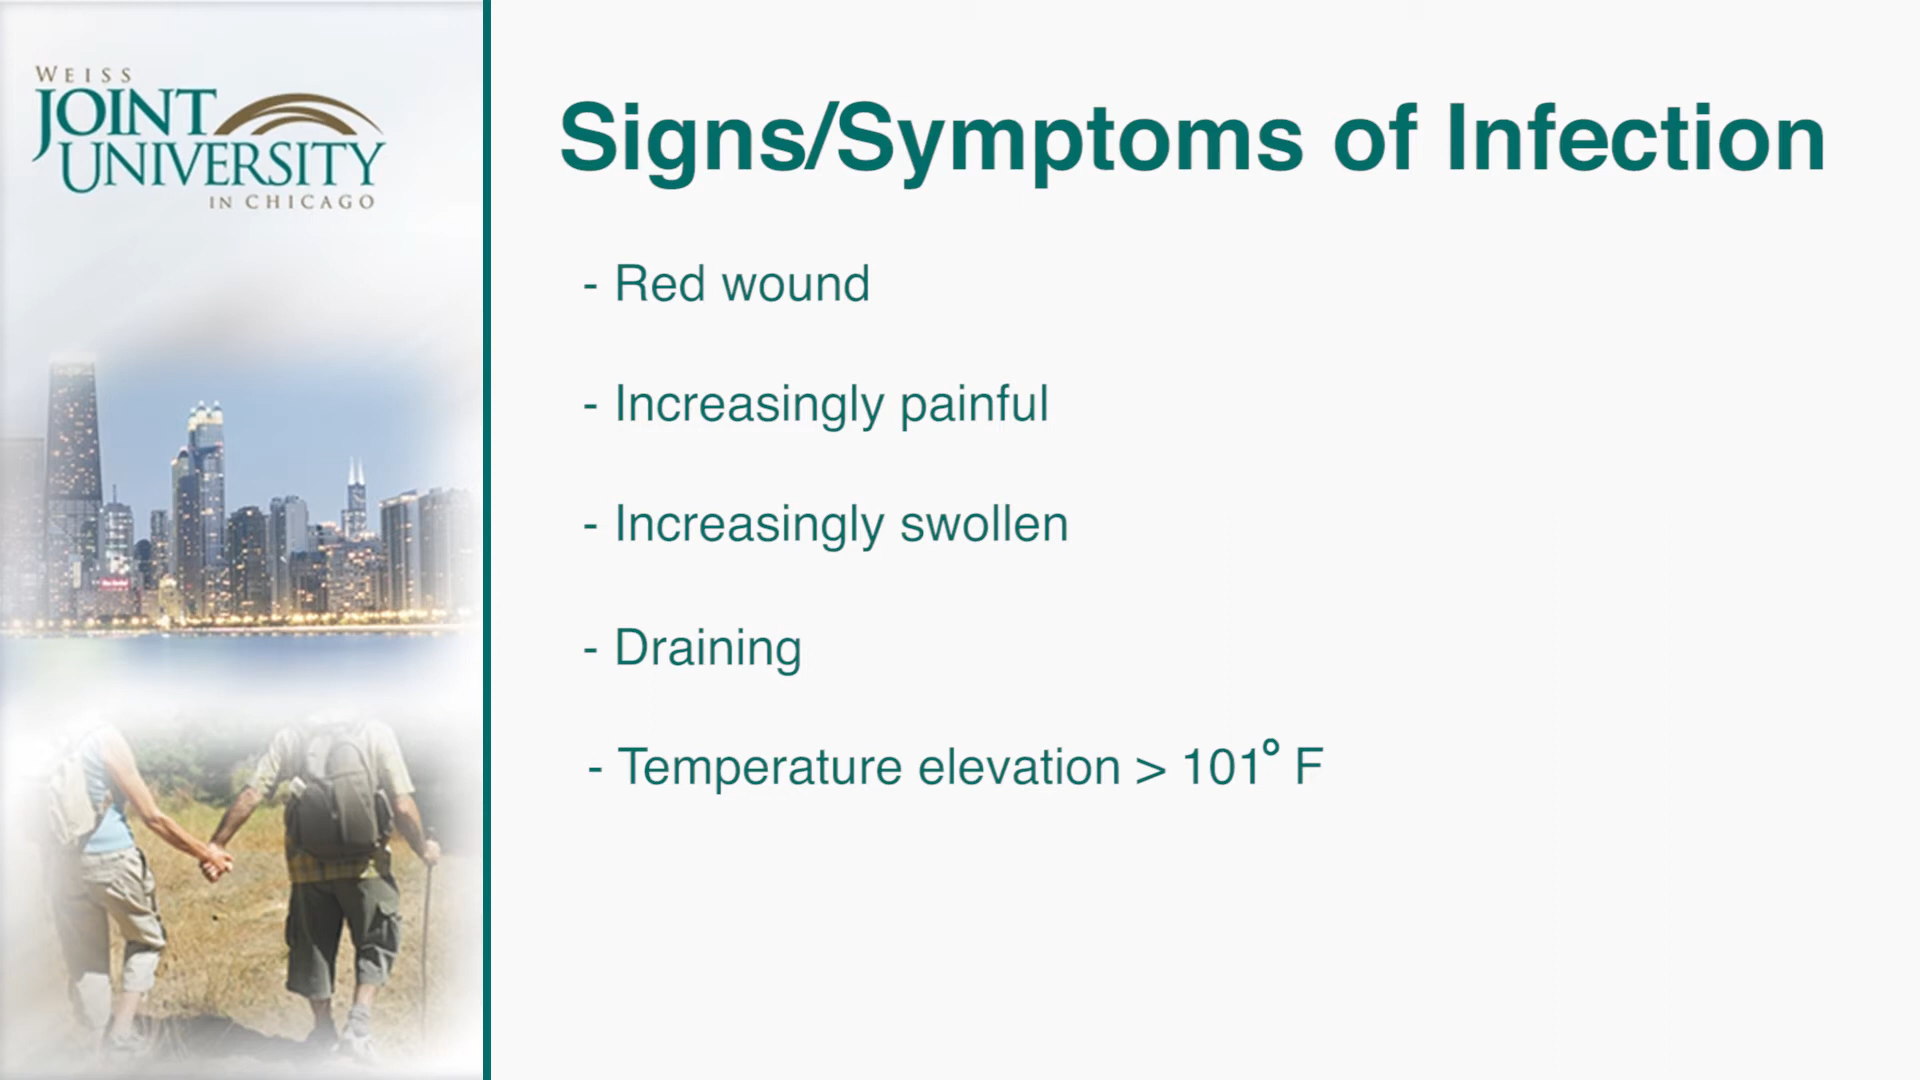 WEISS
JOINT
UNIVERSITY
IN CHICAGO
Signs/Symptoms of Infection
- Red wound
- Increasingly painful
- Increasingly swollen
- Draining
- Temperature elevation > 101° F